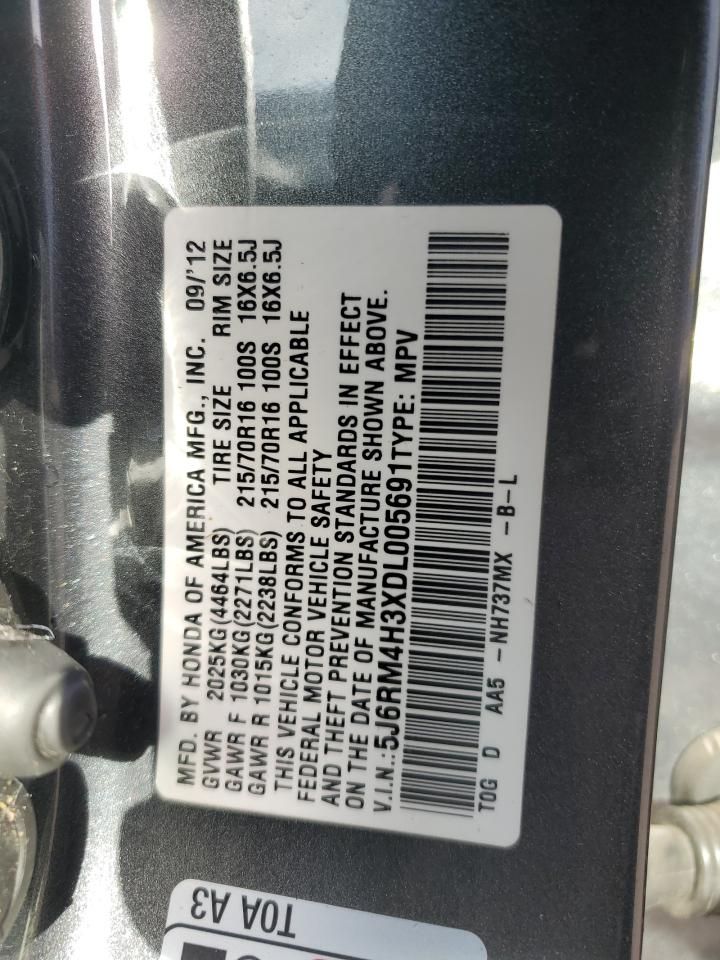 MFD. BY HONDA OF AMERICA MFG., INC. 09/'12
GVWR 2025KG(4464LBS) TIRE SIZE RIM SIZE
GAWR F 1030KG(2271LBS) 215/70R16 100S 16X6.5J
GAWR R 1015KG(2238LBS) 215/70R16 100S 16X6.5J
THIS VEHICLE CONFORMS TO ALL APPLICABLE
FEDERAL MOTOR VEHICLE SAFETY
AND THEFT PREVENTION STANDARDS IN EFFECT
ON THE DATE OF MANUFACTURE SHOWN ABOVE.
V.I.N.:5J6RM4H3XDL005691TYPE: MPV
TOG D AA5 -NH737MX -B-L
TOA A3